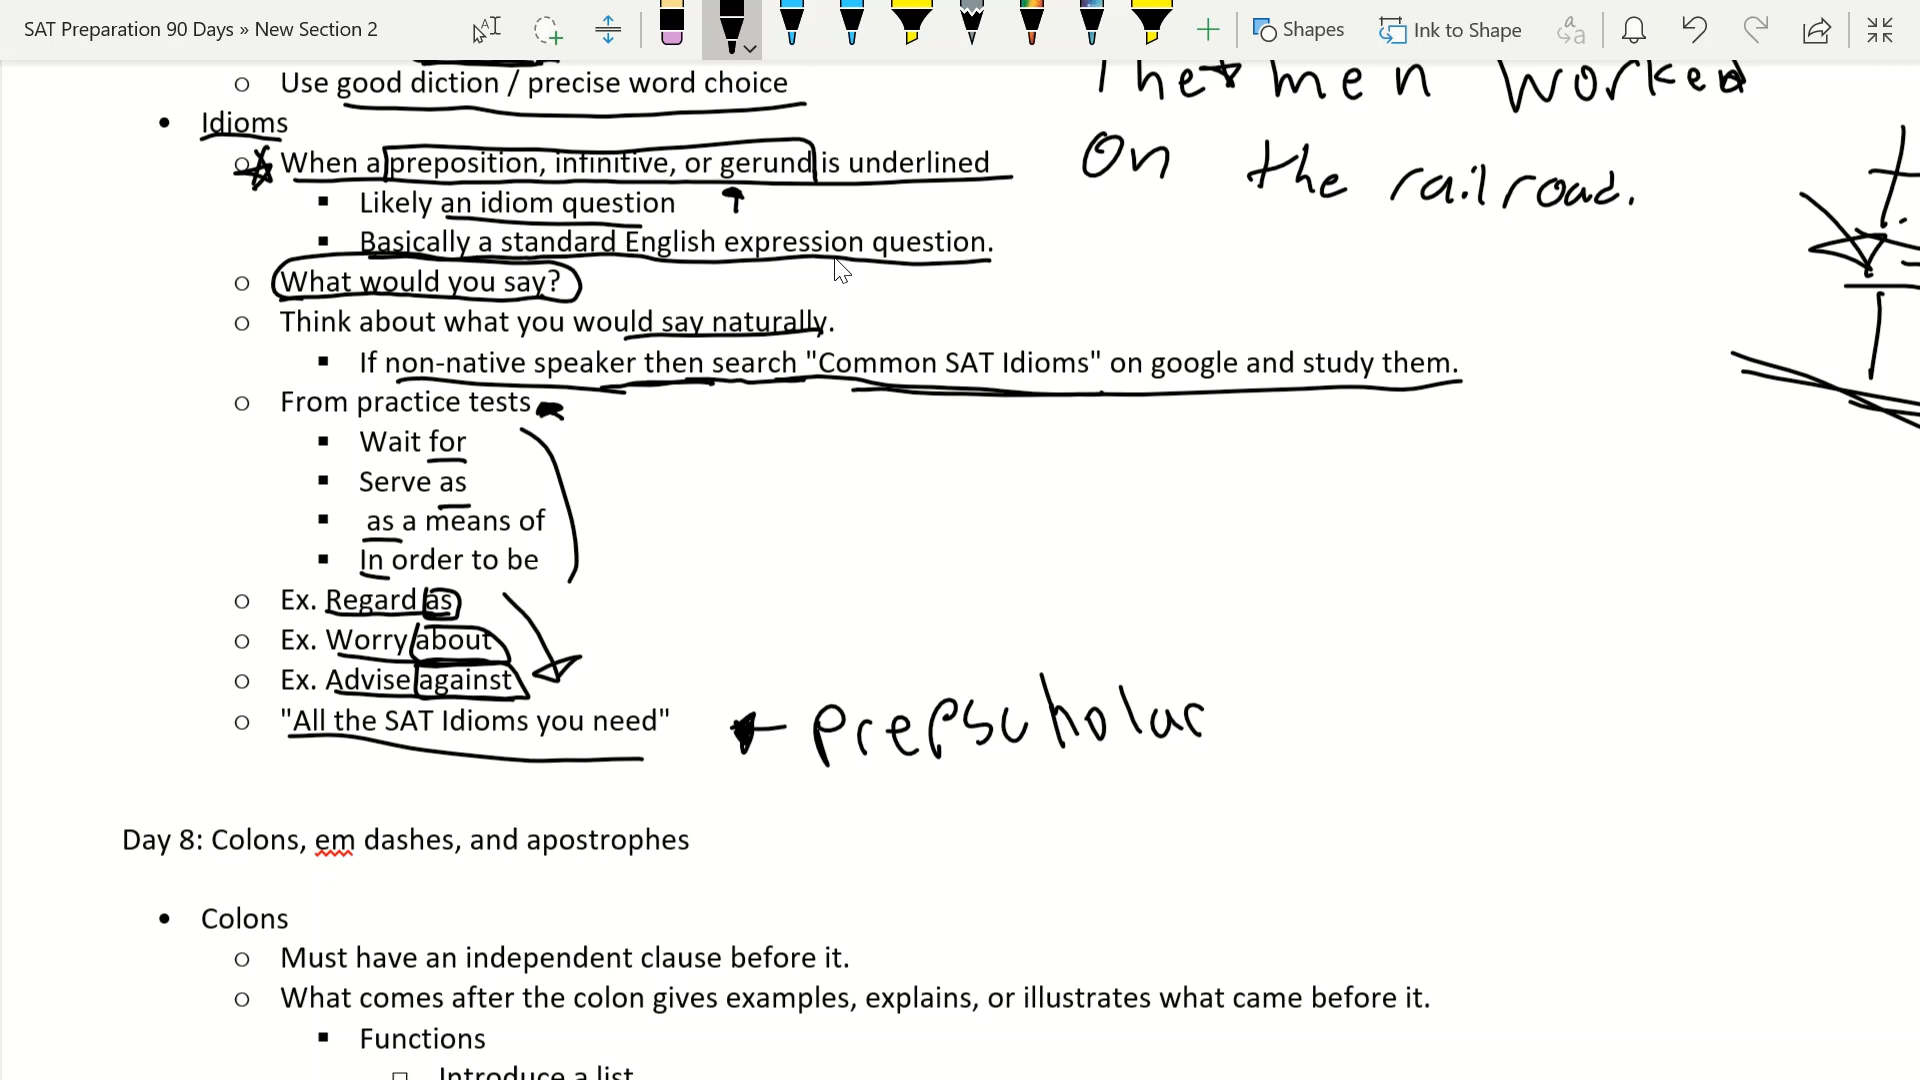 SAT Preparation 90 Days » New Section 2
Shapes
Ink to Shape
Use good diction / precise word choice
Idioms
When a preposition, infinitive, or gerund is underlined
Likely an idiom question
Basically a standard English expression question.
What would you say?
Think about what you would say naturally.
If non-native speaker then search "Common SAT Idioms" on google and study them.
From practice tests
Wait for
Serve as
as a means of
In order to be
Ex. Regard as
Ex. Worry about
Ex. Advise against
"All the SAT Idioms you need"
prepscholar
men worked
on the railroad.
Day 8: Colons, em dashes, and apostrophes
Colons
Must have an independent clause before it.
What comes after the colon gives examples, explains, or illustrates what came before it.
Functions
Introduce a list